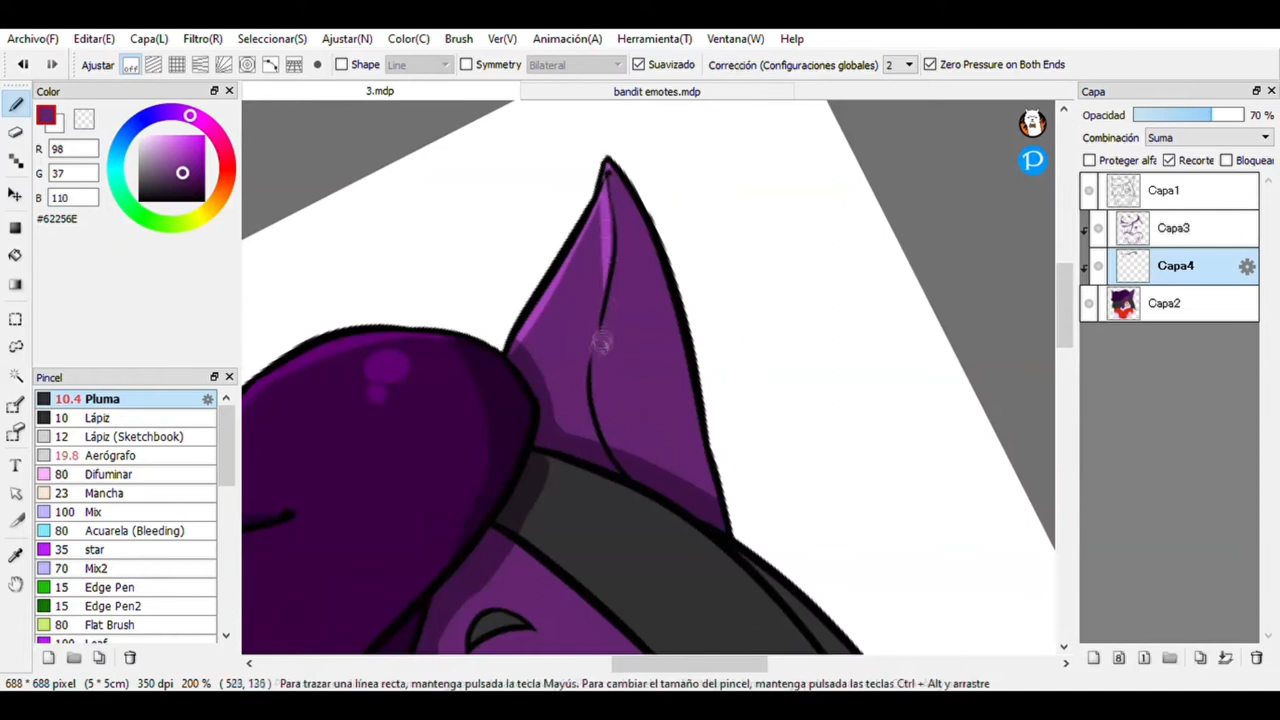 Archivo(F) Editar(E) Capa(L) Filtro(R) Seleccionar(S) Ajustar(N) Color(C) Brush Ver(V) Animación(A) Herramienta(T) Ventana(W) Help
Ajustar off Shape Line Symmetry Bilateral Suavizado Corrección (Configuraciones globales) 2 Zero Pressure on Both Ends
Color
3.mdp
bandit emotes.mdp
Capa
R 98
G 37
B 110
#62256E
Opacidad 70 %
Combinación Suma
Proteger alfa Recorte Bloquear
Capa1
Capa3
Capa4
Capa2
Pincel
10.4 Pluma
10 Lápiz
12 Lápiz (Sketchbook)
19.8 Aerógrafo
80 Difuminar
23 Mancha
100 Mix
80 Acuarela (Bleeding)
35 star
70 Mix2
15 Edge Pen
15 Edge Pen2
80 Flat Brush
100 Leaf
688 * 688 pixel (5 * 5cm) 350 dpi 200 % (523, 136) Para trazar una línea recta, mantenga pulsada la tecla Mayús. Para cambiar el tamaño del pincel, mantenga pulsadas las teclas Ctrl + Alt y arrastre